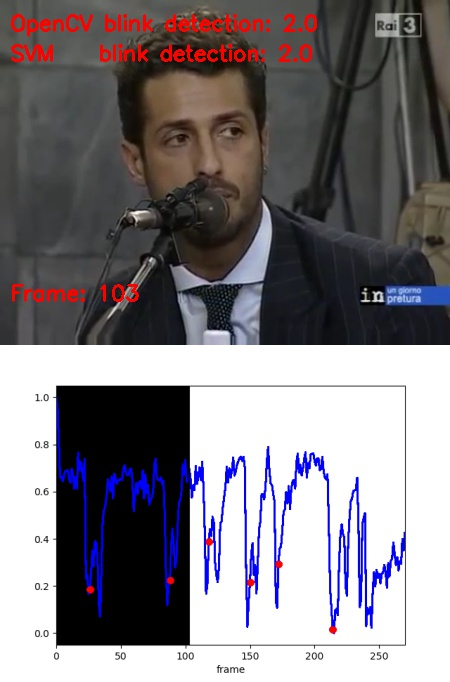 OpenCV blink detection: 2.0
Rai 3
SVM blink detection: 2.0
Frame: 103
in un giorno
pretura
1.0
0.8
0.6
0.4
0.2
0.0
0 50 100 150 200 250
frame